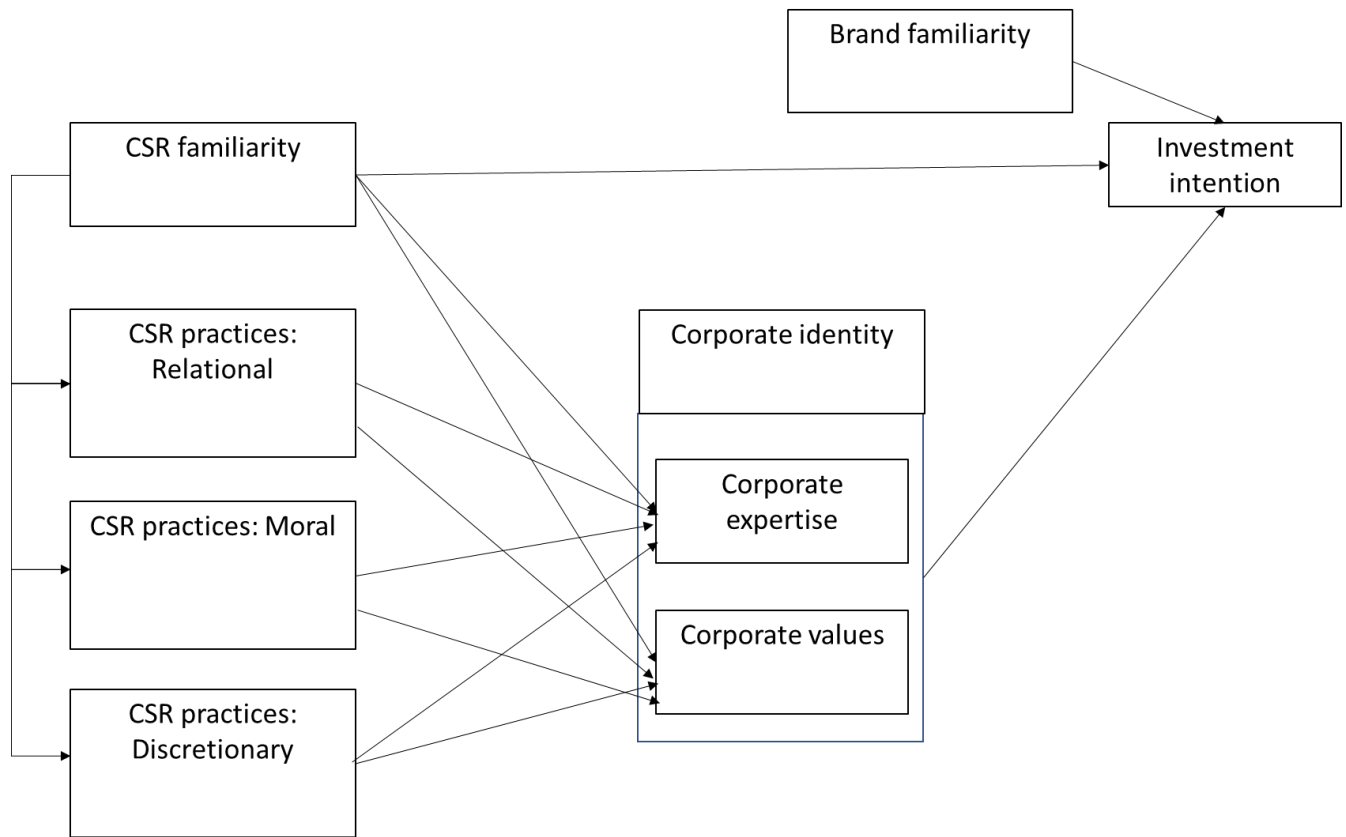 Brand familiarity
CSR familiarity
Investment
intention
CSR practices:
Relational
Corporate identity
Corporate
expertise
CSR practices: Moral
Corporate values
CSR practices:
Discretionary